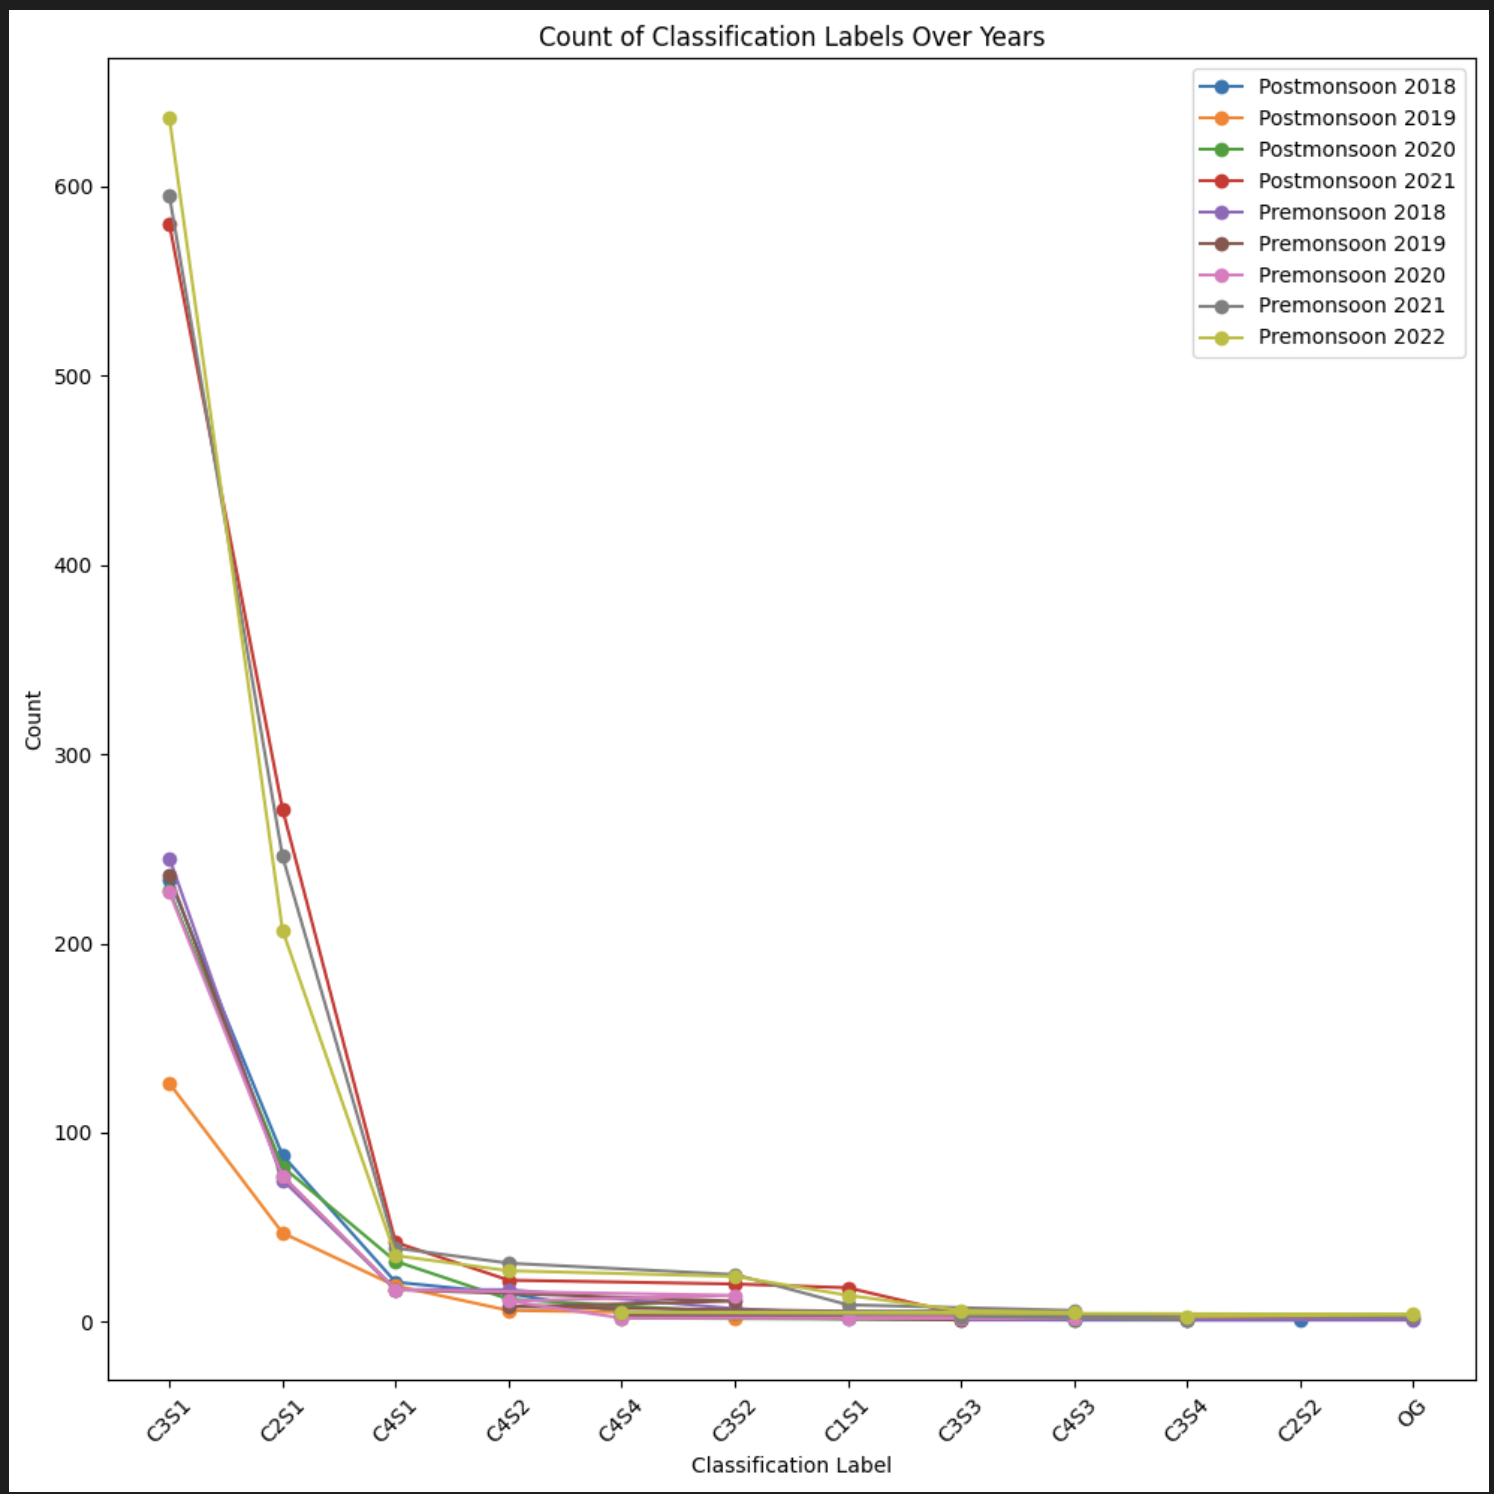 Count of Classification Labels Over Years
Postmonsoon 2018
Postmonsoon 2019
Postmonsoon 2020
Postmonsoon 2021
Premonsoon 2018
Premonsoon 2019
Premonsoon 2020
Premonsoon 2021
Premonsoon 2022
600
500
400
300
200
100
0
Count
C3S1 C2S1 C4S1 C4S2 C4S4 C3S2 C1S1 C3S3 C4S3 C3S4 C2S2 OG
Classification Label